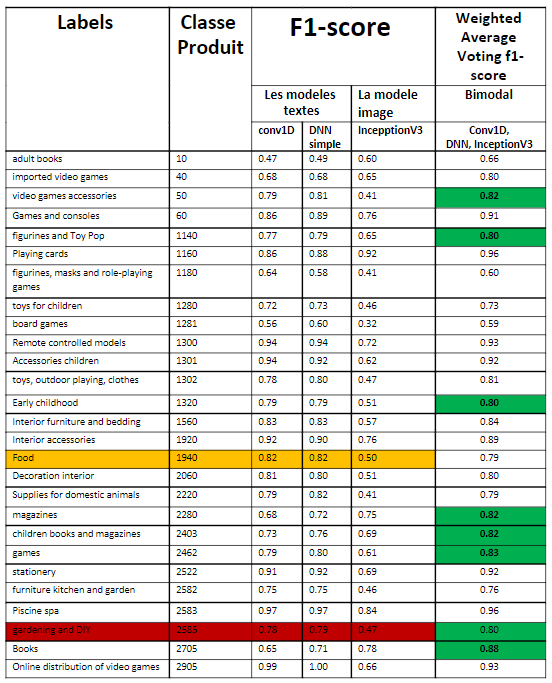 Labels Classe Produit F1-score Weighted Average Voting f1-score
Les modeles textes La modele image Bimodal
conv1D DNN simple IncepptionV3 Conv1D, DNN, InceptionV3
adult books 10 0.47 0.49 0.60 0.66
imported video games 40 0.68 0.68 0.65 0.80
video games accessories 50 0.79 0.81 0.41 0.82
Games and consoles 60 0.86 0.89 0.76 0.91
figurines and Toy Pop 1140 0.77 0.79 0.65 0.80
Playing cards 1160 0.86 0.88 0.92 0.96
figurines, masks and role-playing games 1180 0.64 0.58 0.41 0.60
toys for children 1280 0.72 0.73 0.46 0.73
board games 1281 0.56 0.60 0.32 0.59
Remote controlled models 1300 0.94 0.94 0.72 0.93
Accessories children 1301 0.94 0.92 0.62 0.92
toys, outdoor playing, clothes 1302 0.78 0.80 0.47 0.81
Early childhood 1320 0.79 0.79 0.51 0.80
Interior furniture and bedding 1560 0.83 0.83 0.57 0.84
Interior accessories 1920 0.92 0.90 0.76 0.89
Food 1940 0.82 0.82 0.50 0.79
Decoration interior 2060 0.81 0.80 0.51 0.80
Supplies for domestic animals 2220 0.79 0.82 0.41 0.79
magazines 2280 0.68 0.72 0.75 0.82
children books and magazines 2403 0.73 0.76 0.69 0.82
games 2462 0.79 0.80 0.61 0.83
stationery 2522 0.91 0.92 0.69 0.92
furniture kitchen and garden 2582 0.75 0.75 0.46 0.76
Piscine spa 2583 0.97 0.97 0.84 0.96
gardening and DIY 2585 0.78 0.79 0.47 0.80
Books 2705 0.65 0.71 0.78 0.88
Online distribution of video games 2905 0.99 1.00 0.66 0.93